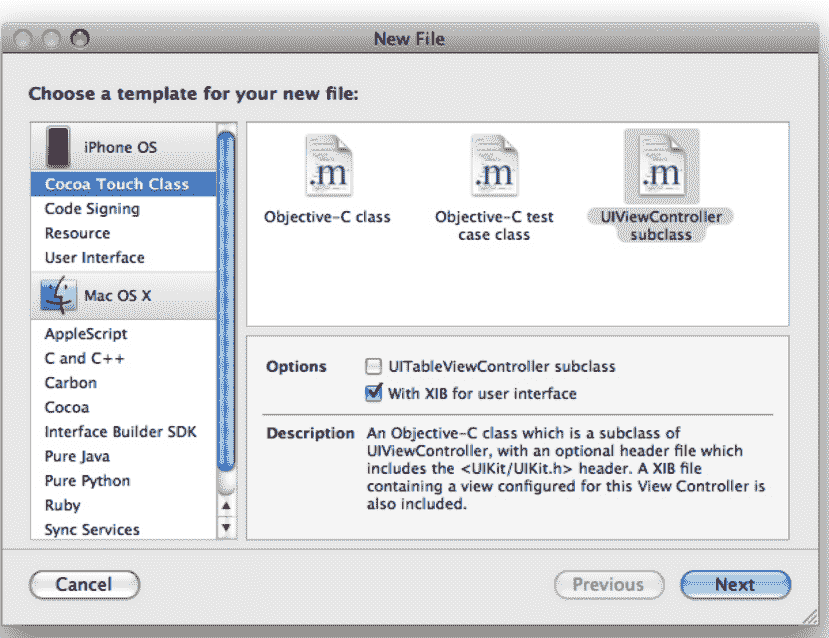 New File
Choose a template for your new file:
iPhone OS
Cocoa Touch Class
Code Signing
Resource
User Interface
Mac OS X
AppleScript
C and C++
Carbon
Cocoa
Interface Builder SDK
Pure Java
Pure Python
Ruby
Sync Services
.m
Objective-C class
.m
Objective-C test
case class
.m
UIViewController
subclass
Options
UITableViewController subclass
With XIB for user interface
Description
An Objective-C class which is a subclass of
UIViewController, with an optional header file which
includes the <UIKit/UIKit.h> header. A XIB file
containing a view configured for this View Controller is
also included.
Cancel
Previous
Next